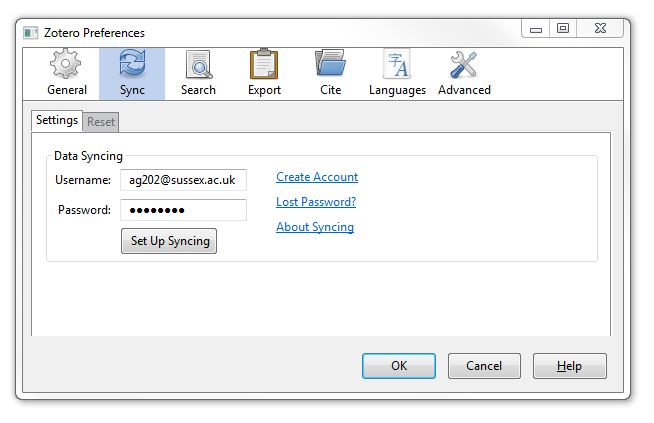 Zotero Preferences
General Sync Search Export Cite Languages Advanced
Settings Reset
Data Syncing
Username: ag202@sussex.ac.uk Create Account
Lost Password?
Password: ●●●●●●●●
About Syncing
Set Up Syncing
OK Cancel Help